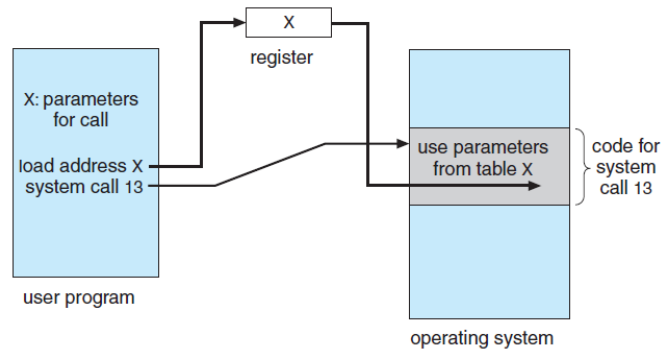 X
register
X: parameters
for call
load address X
system call 13
user program
use parameters
from table X
code for
system
call 13
operating system